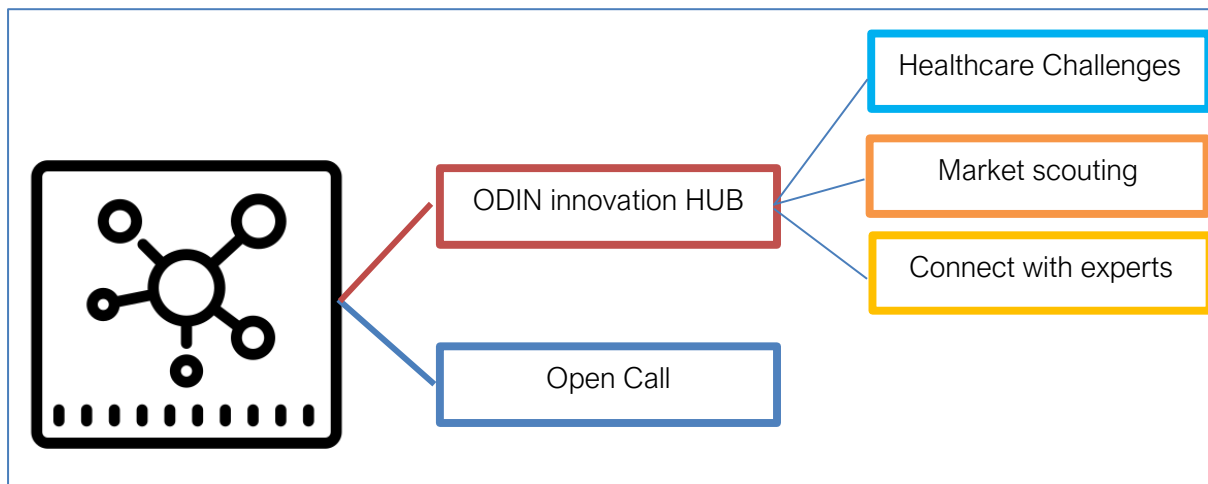 Healthcare Challenges
Market scouting
ODIN innovation HUB
Connect with experts
Open Call